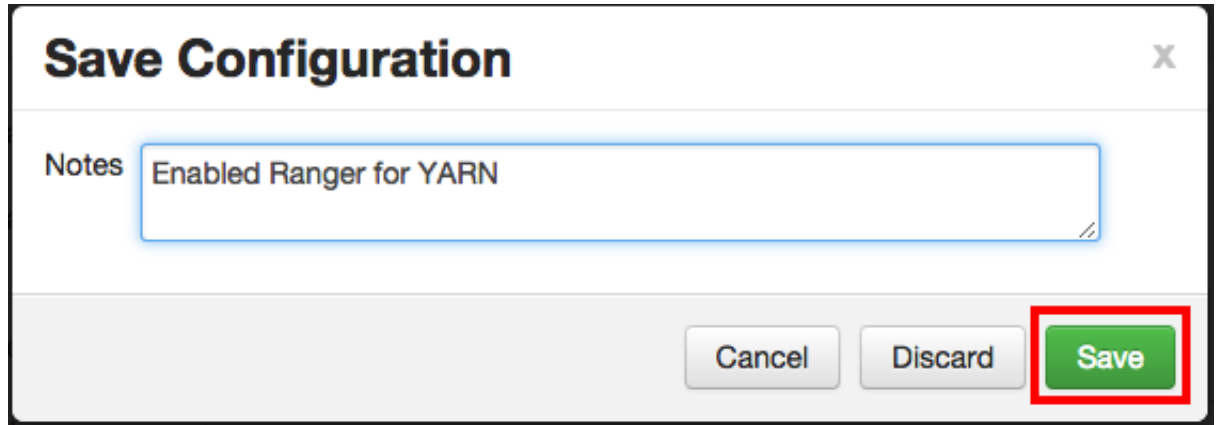 Save Configuration
x
Notes
Enabled Ranger for YARN
Cancel
Discard
Save